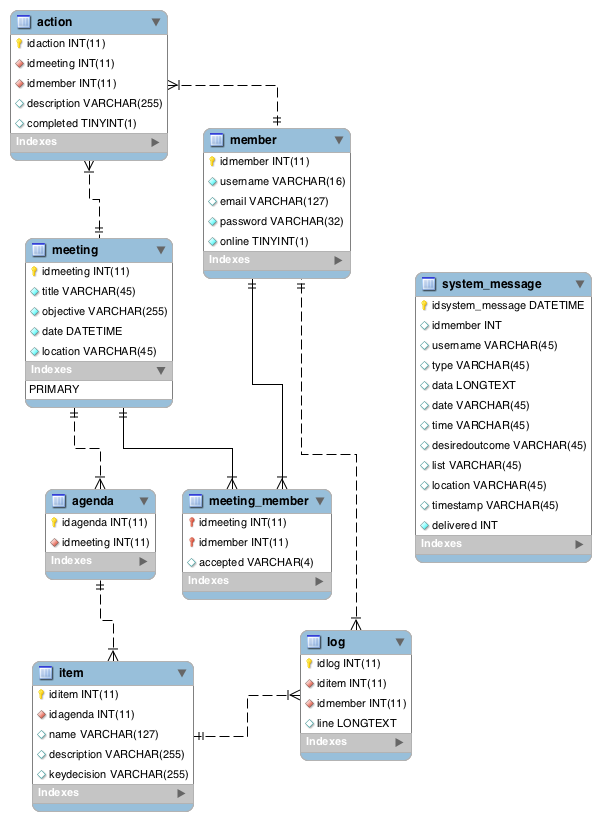 action
idaction INT(11)
idmeeting INT(11)
idmember INT(11)
description VARCHAR(255)
completed TINYINT(1)
Indexes
member
idmember INT(11)
username VARCHAR(16)
email VARCHAR(127)
password VARCHAR(32)
online TINYINT(1)
Indexes
meeting
idmeeting INT(11)
title VARCHAR(45)
objective VARCHAR(255)
date DATETIME
location VARCHAR(45)
Indexes
PRIMARY
system_message
idsystem_message DATETIME
idmember INT
username VARCHAR(45)
type VARCHAR(45)
data LONGTEXT
date VARCHAR(45)
time VARCHAR(45)
desiredoutcome VARCHAR(45)
list VARCHAR(45)
location VARCHAR(45)
timestamp VARCHAR(45)
delivered INT
Indexes
agenda
idagenda INT(11)
idmeeting INT(11)
Indexes
meeting_member
idmeeting INT(11)
idmember INT(11)
accepted VARCHAR(4)
Indexes
log
idlog INT(11)
iditem INT(11)
idmember INT(11)
line LONGTEXT
Indexes
item
iditem INT(11)
idagenda INT(11)
name VARCHAR(127)
description VARCHAR(255)
keydecision VARCHAR(255)
Indexes